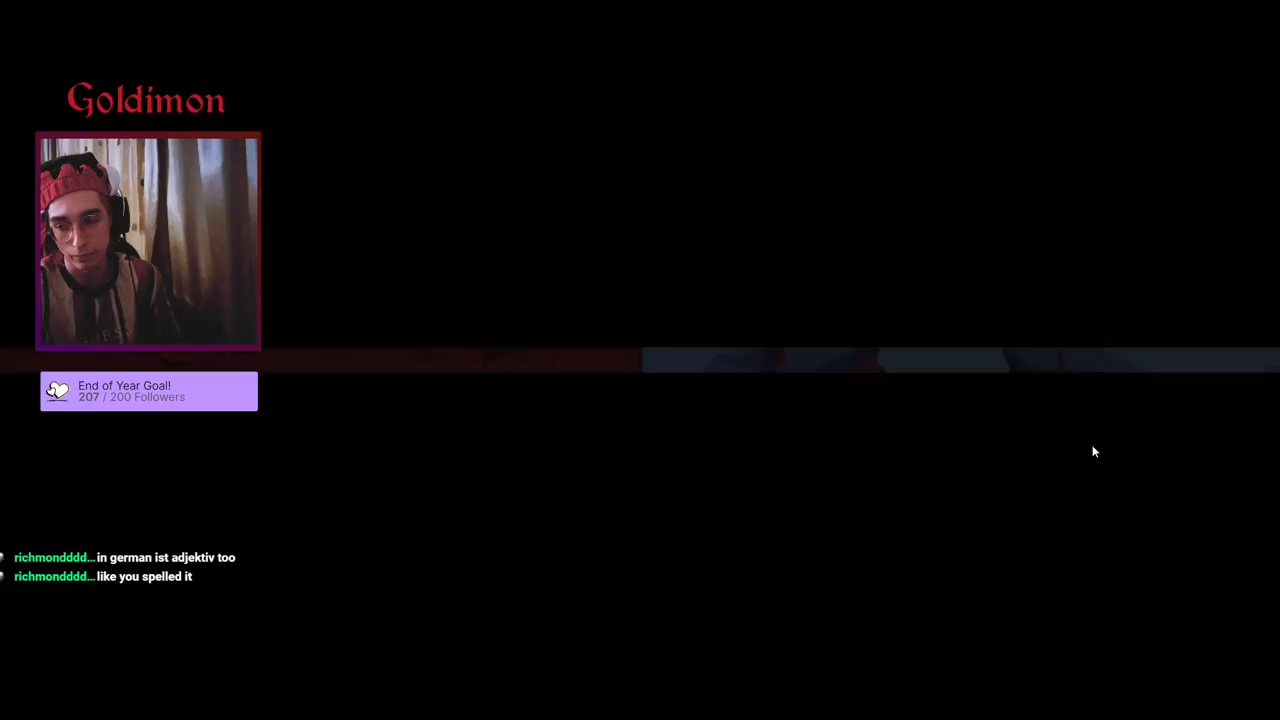 Goldimon
End of Year Goal!
207 / 200 Followers
richmondddd... in german ist adjektiv too
richmondddd... like you spelled it